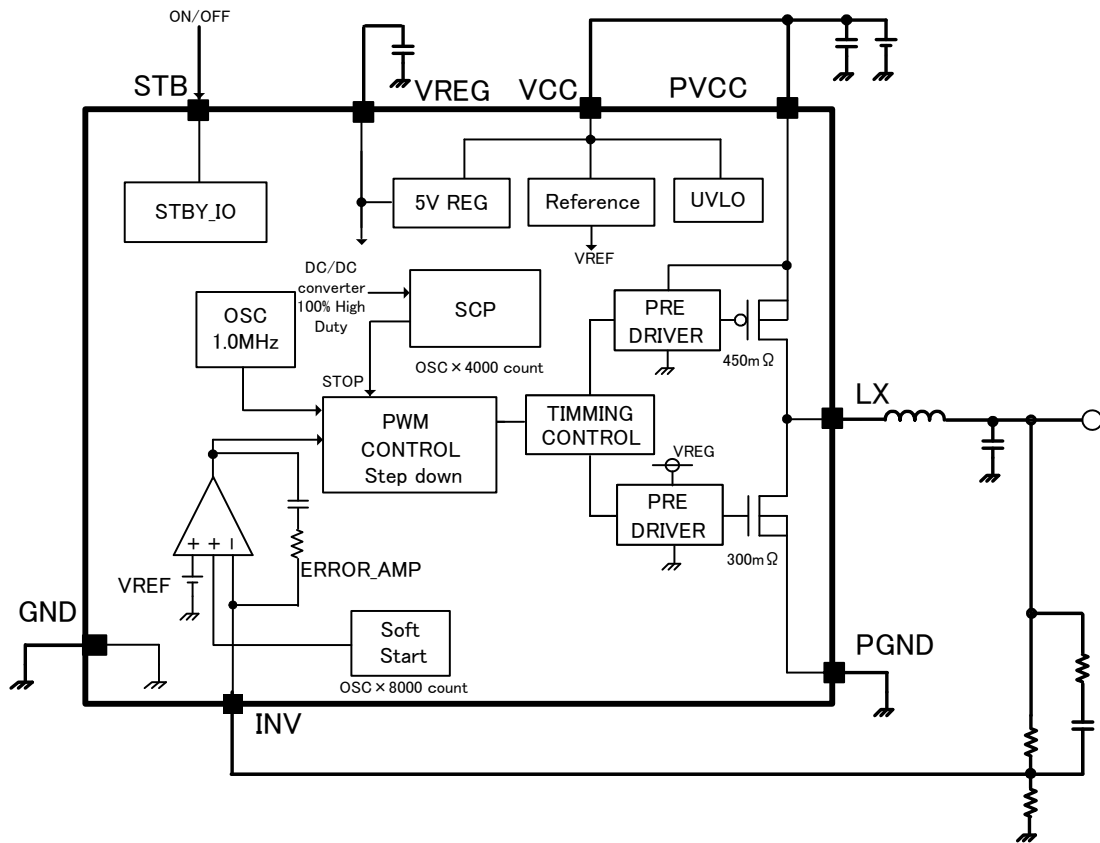 ON/OFF
STB
VREG
VCC
PVCC
STBY_IO
5V REG
Reference
UVLO
VREF
DC/DC
converter
100% High
Duty
OSC
1.0MHz
SCP
OSC×4000 count
STOP
PRE
DRIVER
450mΩ
PWM
CONTROL
Step down
TIMMING
CONTROL
LX
VREG
PRE
DRIVER
300mΩ
+ + −
VREF
ERROR_AMP
GND
Soft
Start
OSC×8000 count
PGND
INV